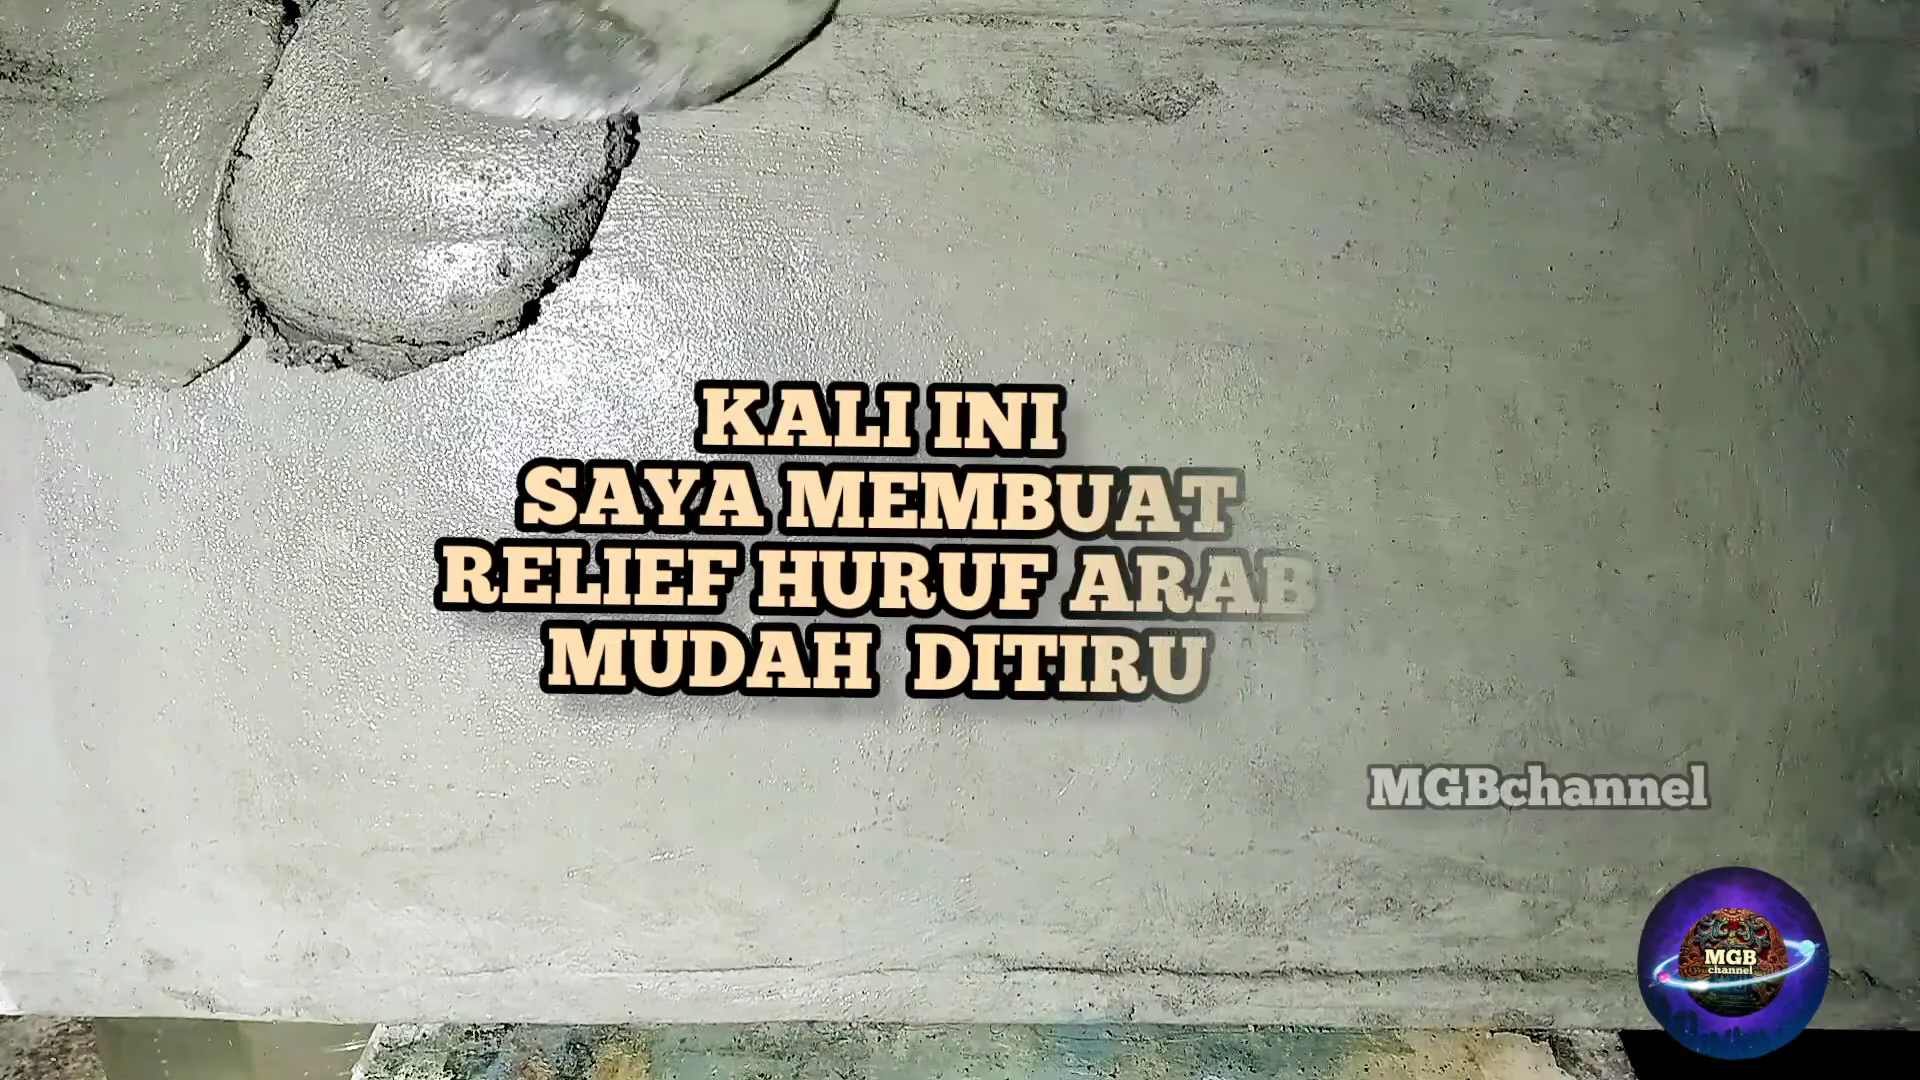 KALI INI
SAYA MEMBUAT
RELIEF HURUF ARAB
MUDAH DITIRU
MGBchannel
MGB
channel